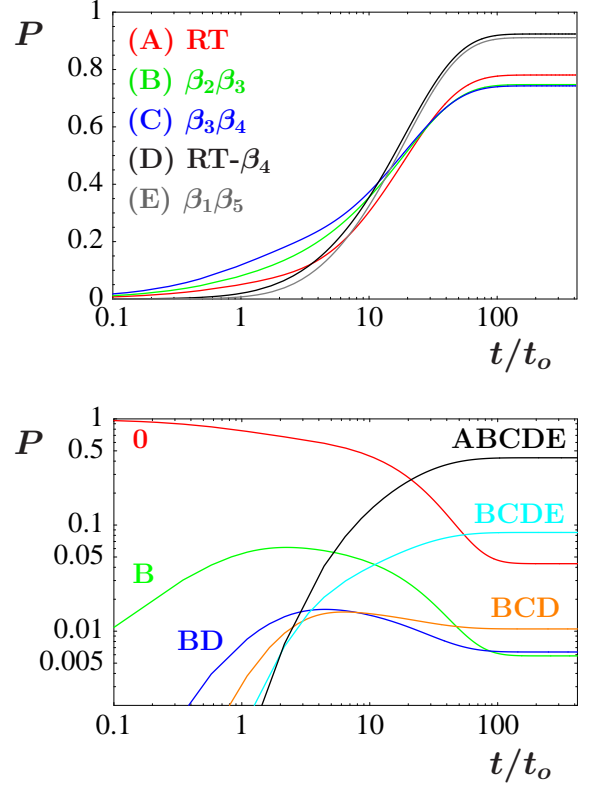 P
1
(A) RT
0.8
(B) β₂β₃
0.6
(C) β₃β₄
0.4
(D) RT-β₄
0.2
(E) β₁β₅
0
0.1 1 10 100
t/tₒ
P
1
0 ABCDE
0.5
BCDE
0.1
0.05
B
BCD
BD
0.01
0.005
0.1 1 10 100
t/tₒ